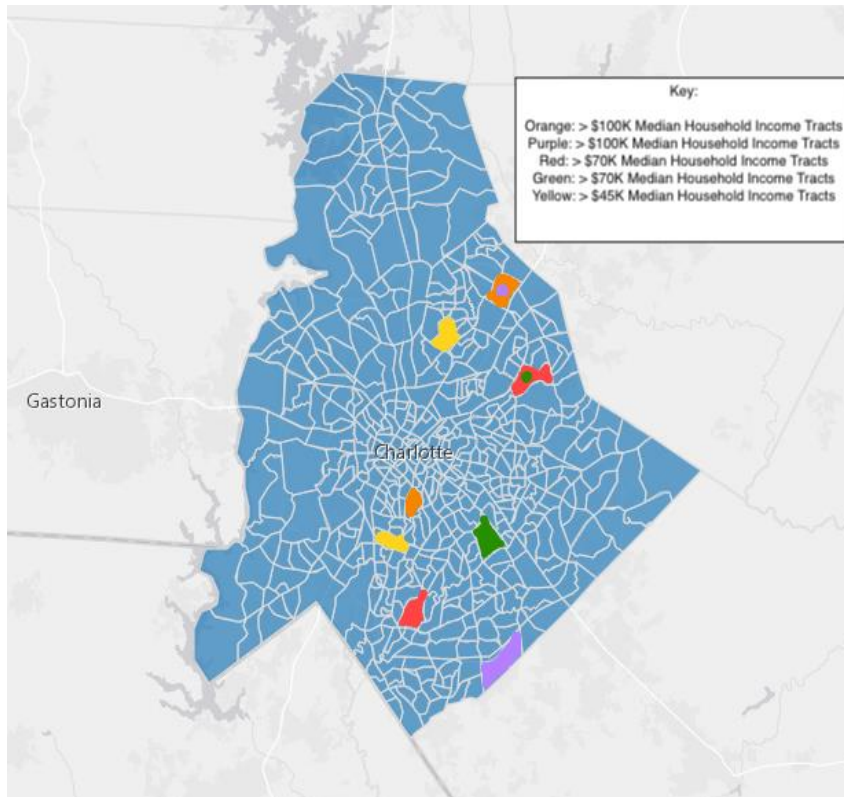 Key:
Orange: > $100K Median Household Income Tracts
Purple: > $100K Median Household Income Tracts
Red: > $70K Median Household Income Tracts
Green: > $70K Median Household Income Tracts
Yellow: > $45K Median Household Income Tracts
Gastonia
Charlotte